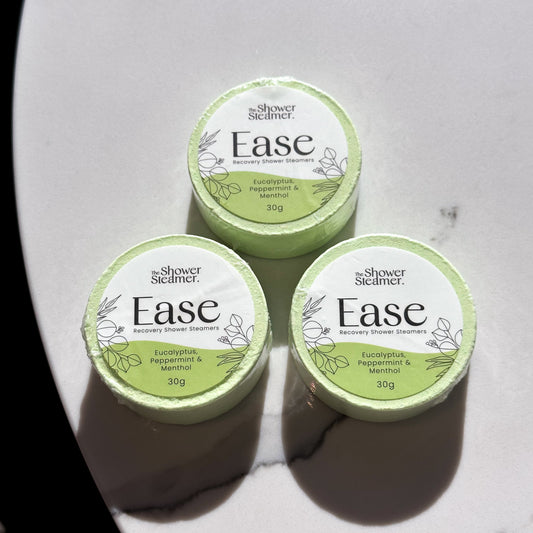 The Shower
Steamer.
Ease
Recovery Shower Steamers
Eucalyptus,
Peppermint &
Menthol
30g
The Shower
Steamer.
Ease
Recovery Shower Steamers
Eucalyptus,
Peppermint &
Menthol
30g
The Shower
Steamer.
Ease
Recovery Shower Steamers
Eucalyptus,
Peppermint &
Menthol
30g